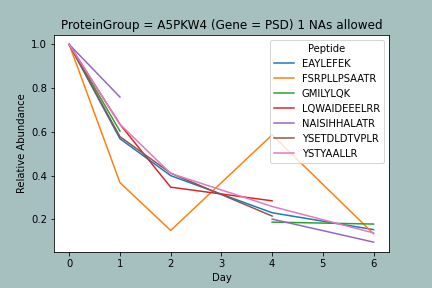 ProteinGroup = A5PKW4 (Gene = PSD) 1 NAs allowed
Relative Abundance
1.0
0.8
0.6
0.4
0.2
Peptide
EAYLEFEK
FSRPLLPSAATR
GMILYLQK
LQWAIDEEELRR
NAISIHHALATR
YSETDLDTVPLR
YSTYAALLR
0 1 2 3 4 5 6
Day